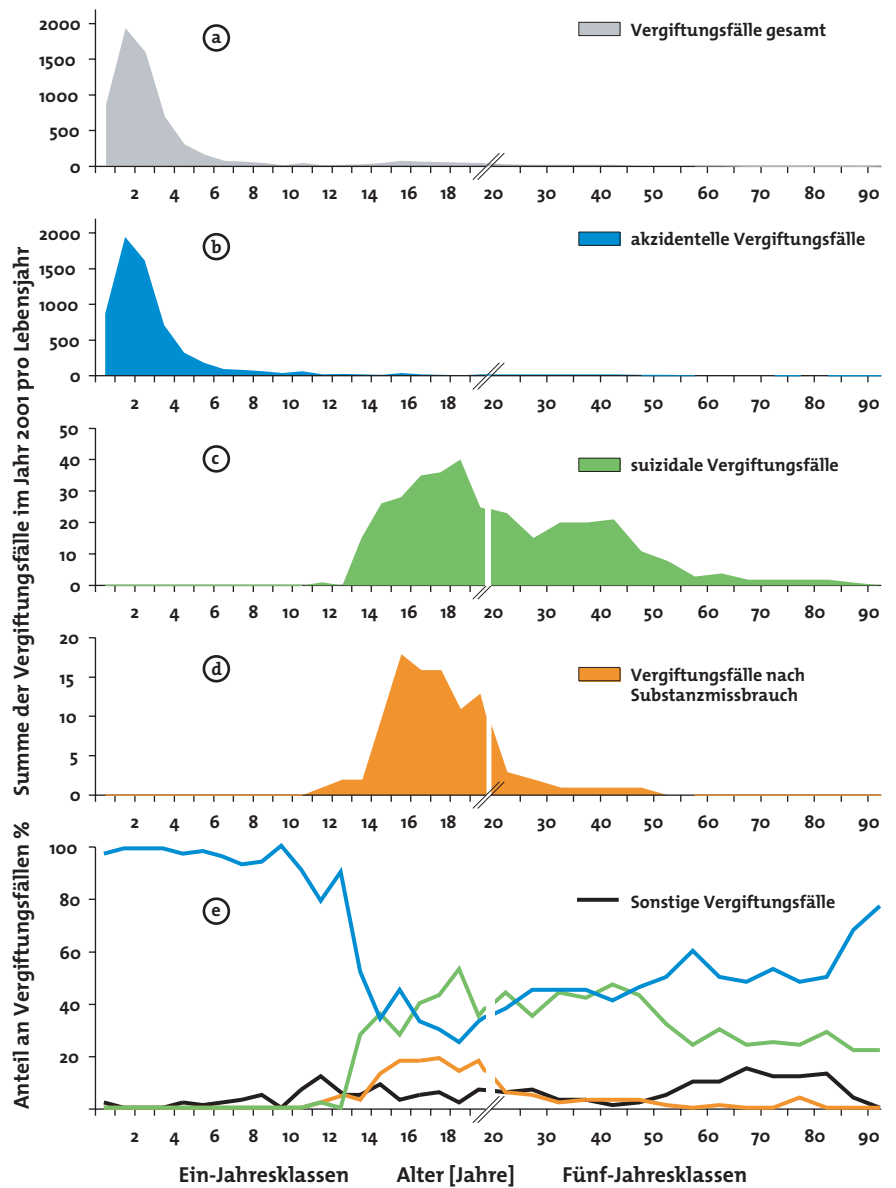 Summe der Vergiftungsfälle im Jahr 2001 pro Lebensjahr
Anteil an Vergiftungsfällen %
2000
1500
1000
500
0
a
Vergiftungsfälle gesamt
2 4 6 8 10 12 14 16 18 20 30 40 50 60 70 80 90
2000
1500
1000
500
0
b
akzidentelle Vergiftungsfälle
2 4 6 8 10 12 14 16 18 20 30 40 50 60 70 80 90
50
40
30
20
10
0
c
suizidale Vergiftungsfälle
2 4 6 8 10 12 14 16 18 20 30 40 50 60 70 80 90
20
15
10
5
0
d
Vergiftungsfälle nach
Substanzmissbrauch
2 4 6 8 10 12 14 16 18 20 30 40 50 60 70 80 90
100
80
60
40
20
e
Sonstige Vergiftungsfälle
2 4 6 8 10 12 14 16 18 20 30 40 50 60 70 80 90
Ein-Jahresklassen Alter [Jahre] Fünf-Jahresklassen